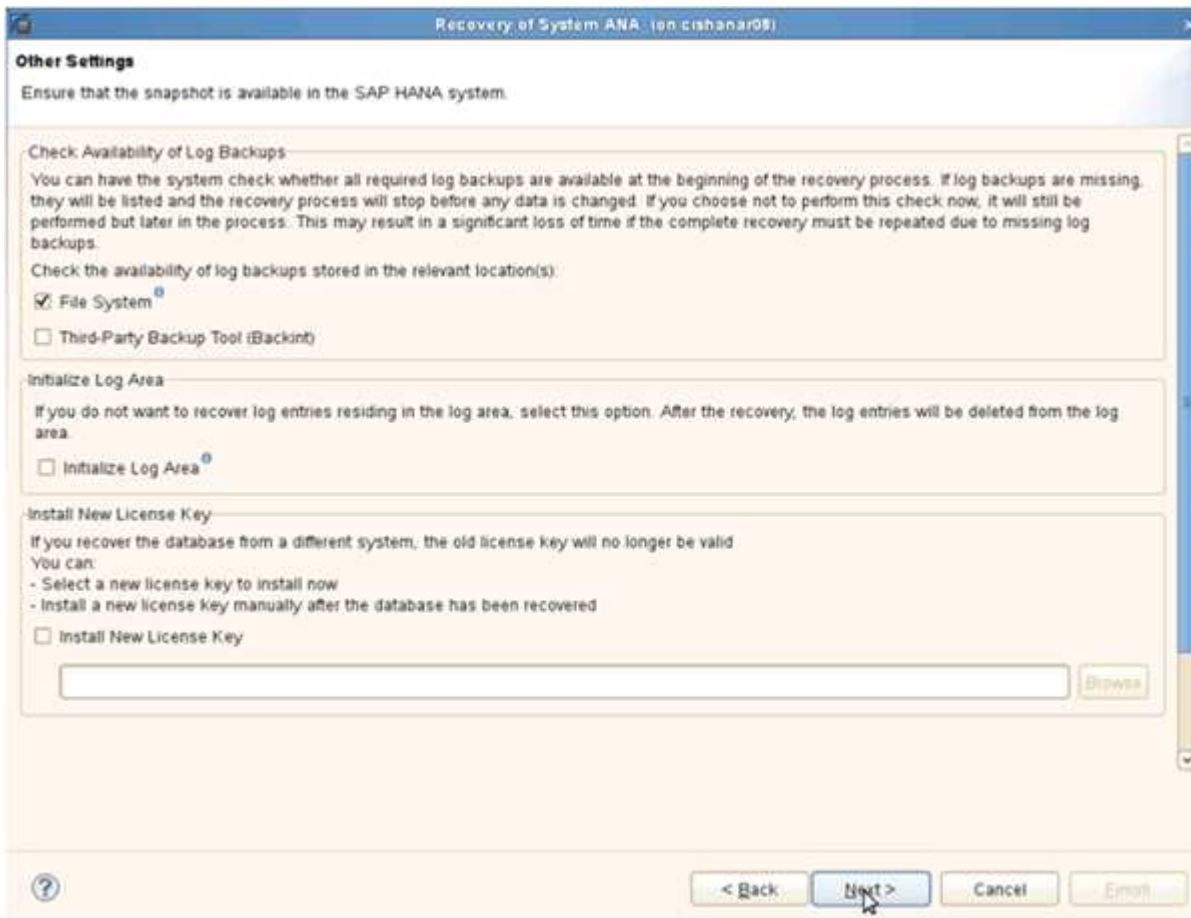 Recovery of System ANA (on cishanar08)
Other Settings
Ensure that the snapshot is available in the SAP HANA system.
Check Availability of Log Backups
You can have the system check whether all required log backups are available at the beginning of the recovery process. If log backups are missing,
they will be listed and the recovery process will stop before any data is changed. If you choose not to perform this check now, it will still be
performed but later in the process. This may result in a significant loss of time if the complete recovery must be repeated due to missing log
backups.
Check the availability of log backups stored in the relevant location(s):
File System
Third-Party Backup Tool (Backint)
Initialize Log Area
If you do not want to recover log entries residing in the log area, select this option. After the recovery, the log entries will be deleted from the log
area.
Initialize Log Area
Install New License Key
If you recover the database from a different system, the old license key will no longer be valid
You can:
- Select a new license key to install now
- Install a new license key manually after the database has been recovered
Install New License Key
Browse
< Back Next > Cancel Finish